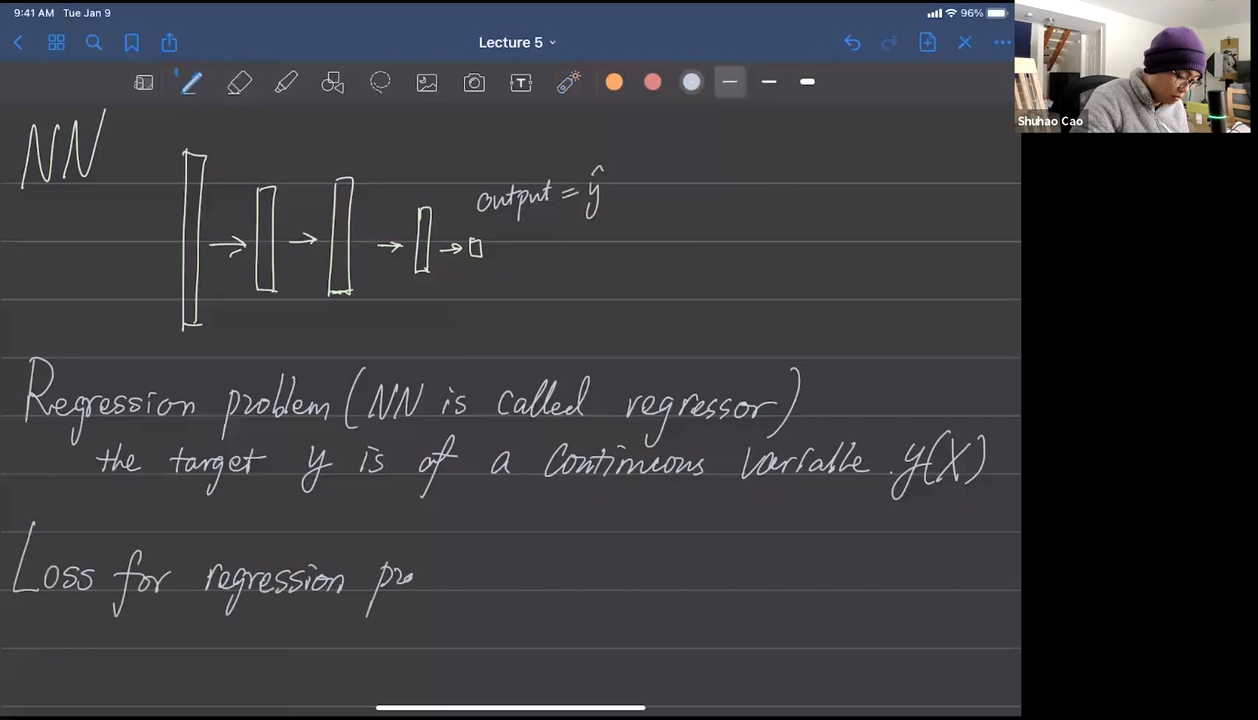 9:41 AM Tue Jan 9
96%
Lecture 5
T
Shuhao Cao
NN
output = ŷ
Regression problem (NN is called regressor)
the target y is of a continuous variable. y(X)
Loss for regression pro